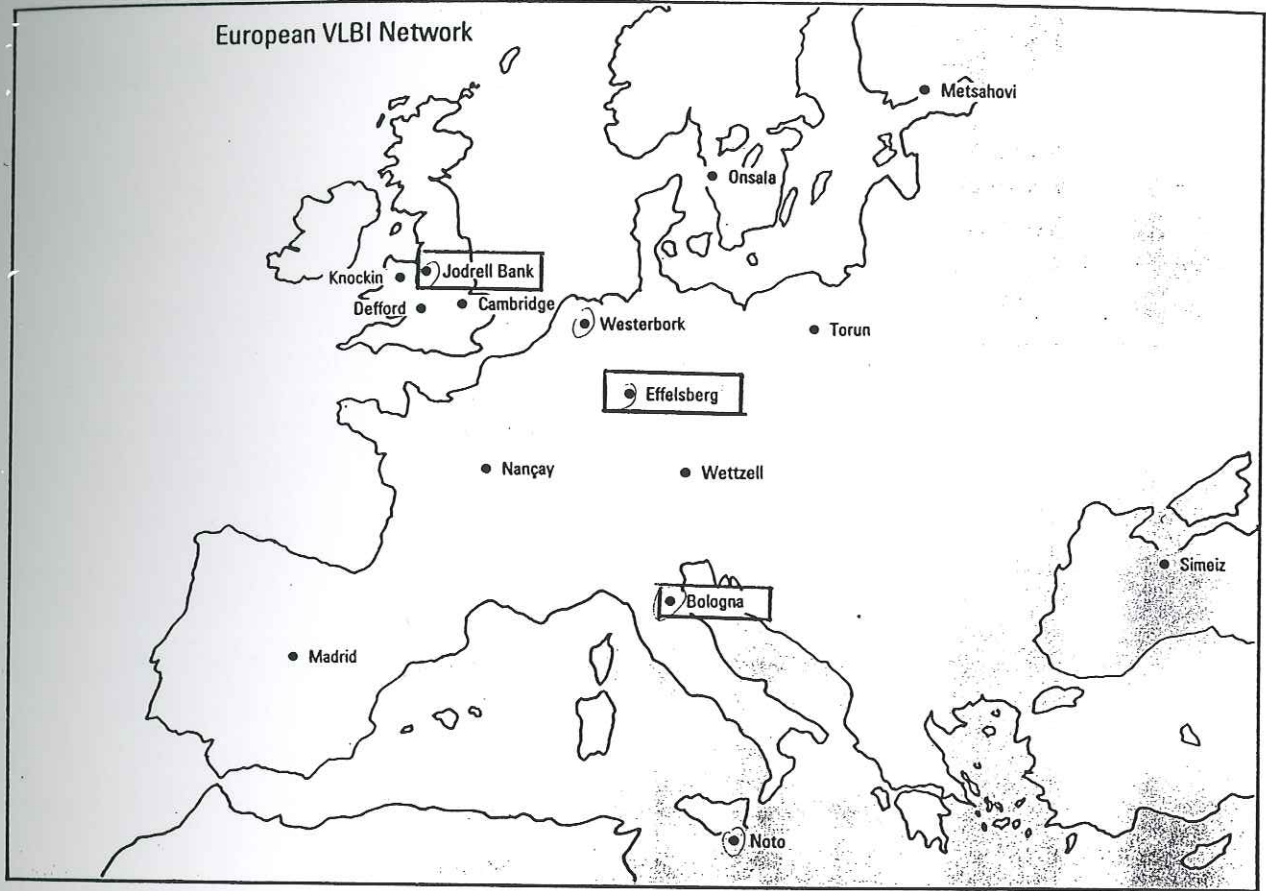 European VLBI Network
Metsahovi
Onsala
Jodrell Bank
Knockin
Defford
Cambridge
Westerbork
Torun
Effelsberg
Nançay
Wettzell
Simeiz
Bologna
Madrid
Noto